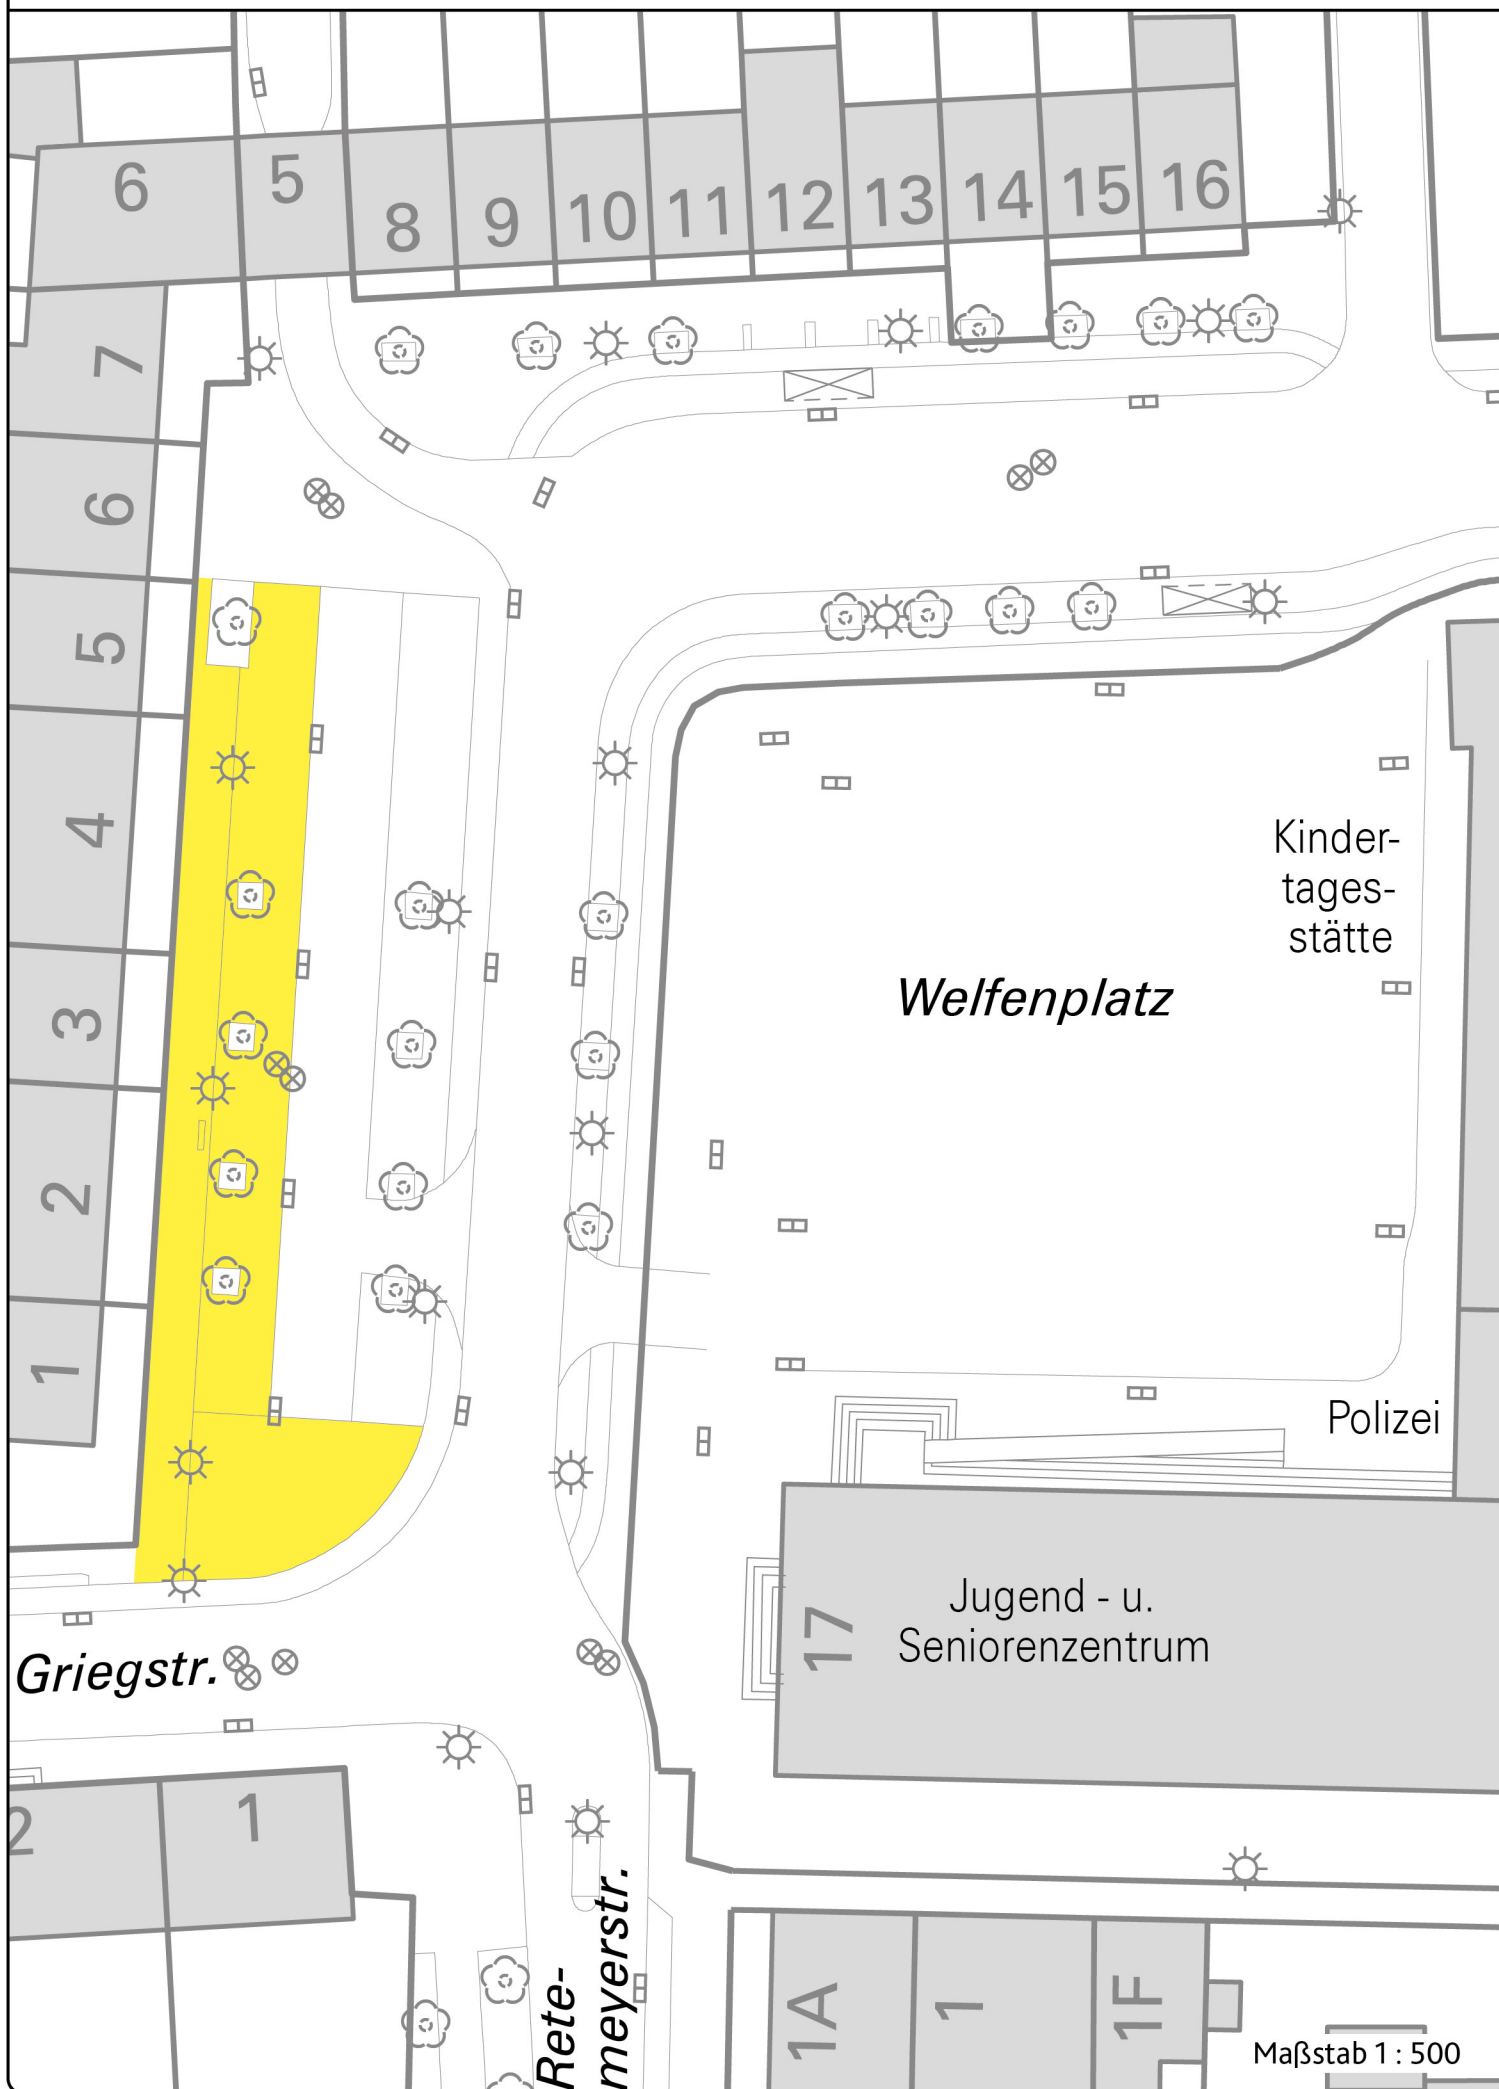 6
5
8
9
10
11
12
13
14
15
16
7
6
5
4
3
2
1
Kinder-
tages-
stätte
Welfenplatz
Polizei
17
Jugend - u.
Seniorenzentrum
Griegstr.
2
1
Rete-
meyerstr.
1A
1
1F
Maßstab 1 : 500